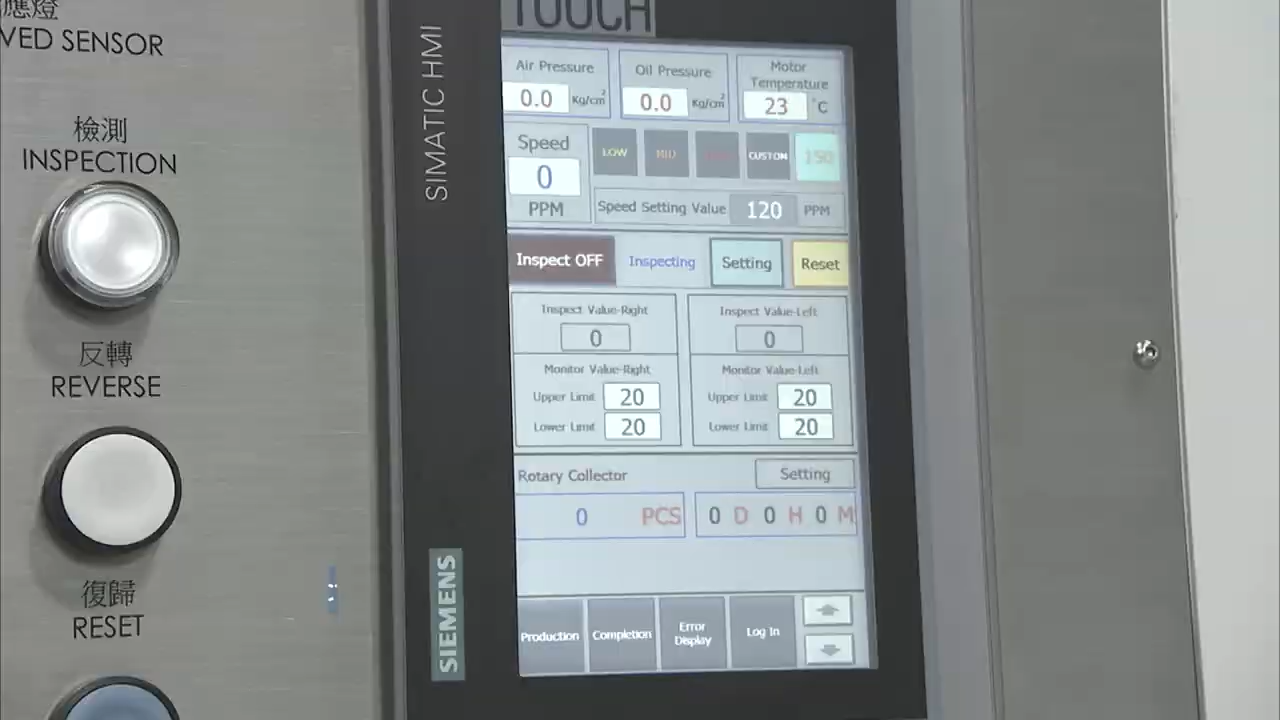 應燈
VED SENSOR
檢測
INSPECTION
反轉
REVERSE
復歸
RESET
SIMATIC HMI
SIEMENS
TOUCH
Air Pressure
0.0 Kg/cm²
Oil Pressure
0.0 Kg/cm²
Motor
Temperature
23 °C
Speed
0
PPM
LOW
MID
CUSTOM
150
Speed Setting Value 120 PPM
Inspect OFF
Inspecting
Setting
Reset
Inspect Value-Right
0
Inspect Value-Left
0
Monitor Value-Right
Upper Limit 20
Lower Limit 20
Monitor Value-Left
Upper Limit 20
Lower Limit 20
Rotary Collector
Setting
0 PCS
0 D 0 H 0 M
Production
Completion
Error
Display
Log In